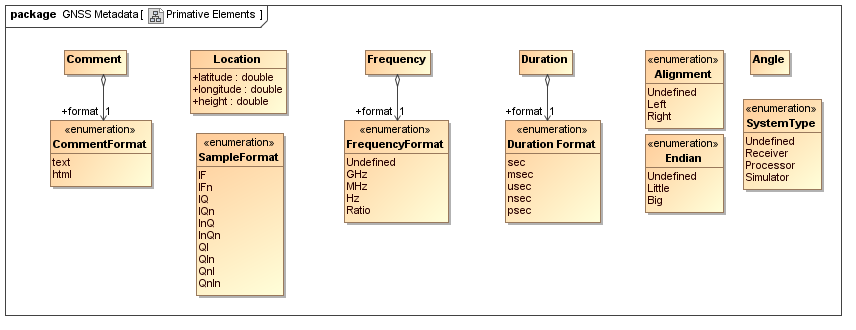 package GNSS Metadata [ Primative Elements ]
Comment
+format 1
«enumeration»
CommentFormat
text
html
Location
+latitude : double
+longitude : double
+height : double
«enumeration»
SampleFormat
IF
IFn
IQ
IQn
InQ
InQn
QI
QIn
QnI
QnIn
Frequency
+format 1
«enumeration»
FrequencyFormat
Undefined
GHz
MHz
Hz
Ratio
Duration
+format 1
«enumeration»
Duration Format
sec
msec
usec
nsec
psec
«enumeration»
Alignment
Undefined
Left
Right
«enumeration»
Endian
Undefined
Little
Big
Angle
«enumeration»
SystemType
Undefined
Receiver
Processor
Simulator